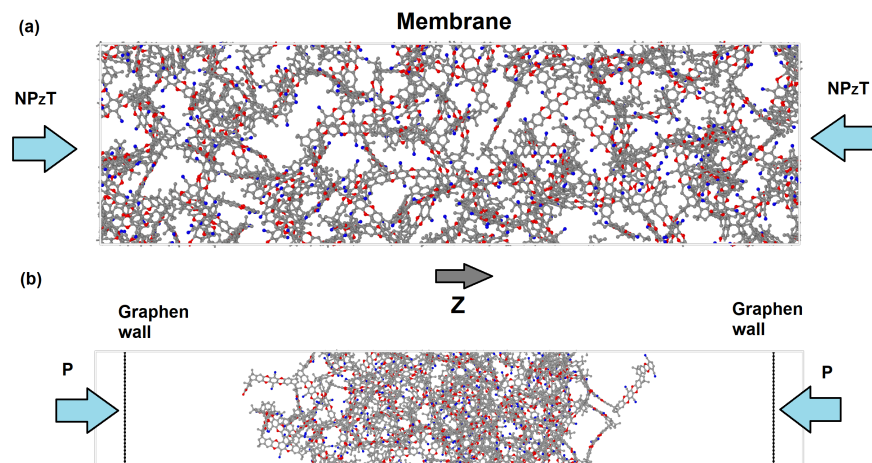 (a)
Membrane
NPzT
NPzT
(b)
Z
Graphen
wall
Graphen
wall
P
P